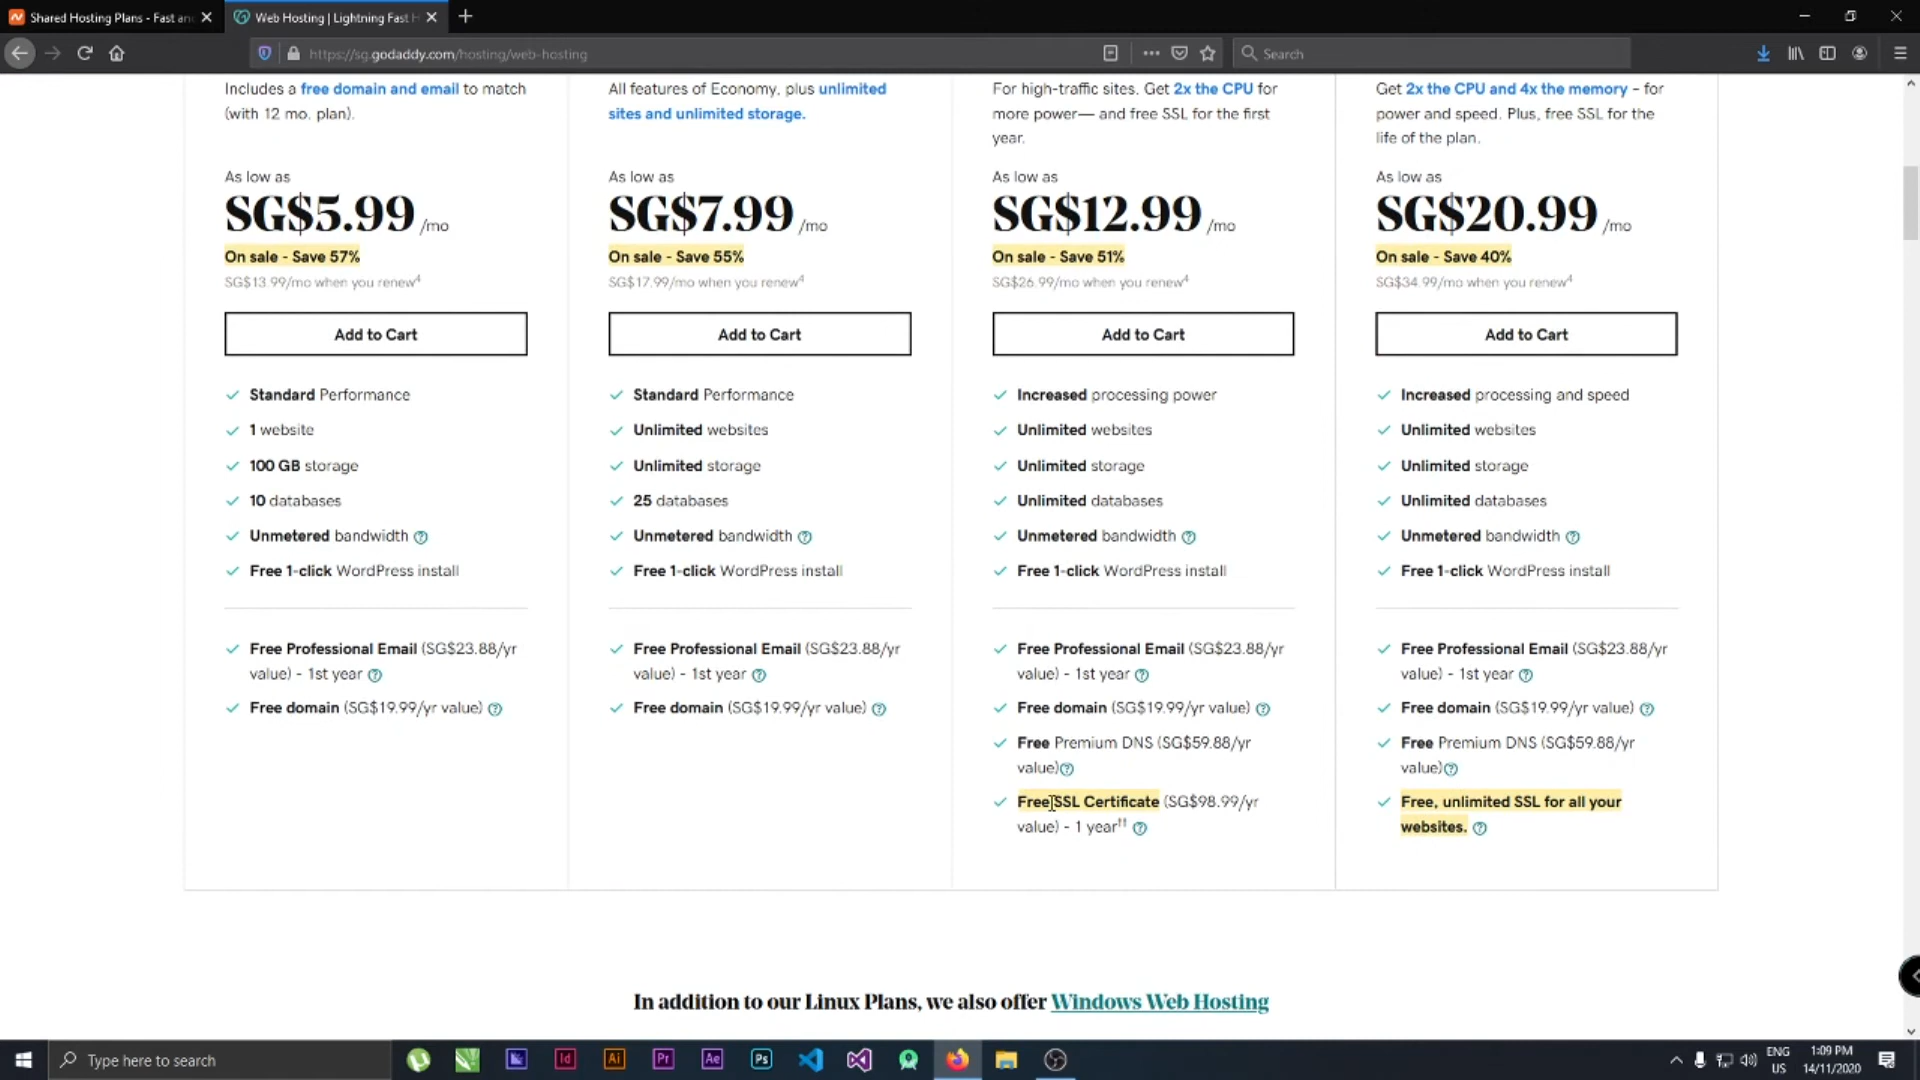 Shared Hosting Plans - Fast an
Web Hosting | Lightning Fast H
https://sg.godaddy.com/hosting/web-hosting
Search
Includes a free domain and email to match
(with 12 mo. plan).
As low as
SG$5.99 /mo
On sale - Save 57%
SG$13.99/mo when you renew4
Add to Cart
Standard Performance
1 website
100 GB storage
10 databases
Unmetered bandwidth ?
Free 1-click WordPress install
Free Professional Email (SG$23.88/yr
value) - 1st year ?
Free domain (SG$19.99/yr value) ?
All features of Economy, plus unlimited
sites and unlimited storage.
As low as
SG$7.99 /mo
On sale - Save 55%
SG$17.99/mo when you renew4
Add to Cart
Standard Performance
Unlimited websites
Unlimited storage
25 databases
Unmetered bandwidth ?
Free 1-click WordPress install
Free Professional Email (SG$23.88/yr
value) - 1st year ?
Free domain (SG$19.99/yr value) ?
For high-traffic sites. Get 2x the CPU for
more power— and free SSL for the first
year.
As low as
SG$12.99 /mo
On sale - Save 51%
SG$26.99/mo when you renew4
Add to Cart
Increased processing power
Unlimited websites
Unlimited storage
Unlimited databases
Unmetered bandwidth ?
Free 1-click WordPress install
Free Professional Email (SG$23.88/yr
value) - 1st year ?
Free domain (SG$19.99/yr value) ?
Free Premium DNS (SG$59.88/yr
value) ?
Free SSL Certificate (SG$98.99/yr
value) - 1 year†† ?
Get 2x the CPU and 4x the memory – for
power and speed. Plus, free SSL for the
life of the plan.
As low as
SG$20.99 /mo
On sale - Save 40%
SG$34.99/mo when you renew4
Add to Cart
Increased processing and speed
Unlimited websites
Unlimited storage
Unlimited databases
Unmetered bandwidth ?
Free 1-click WordPress install
Free Professional Email (SG$23.88/yr
value) - 1st year ?
Free domain (SG$19.99/yr value) ?
Free Premium DNS (SG$59.88/yr
value) ?
Free, unlimited SSL for all your
websites. ?
In addition to our Linux Plans, we also offer Windows Web Hosting
Type here to search
Id
Ai
Pr
Ae
Ps
ENG
US
1:09 PM
14/11/2020